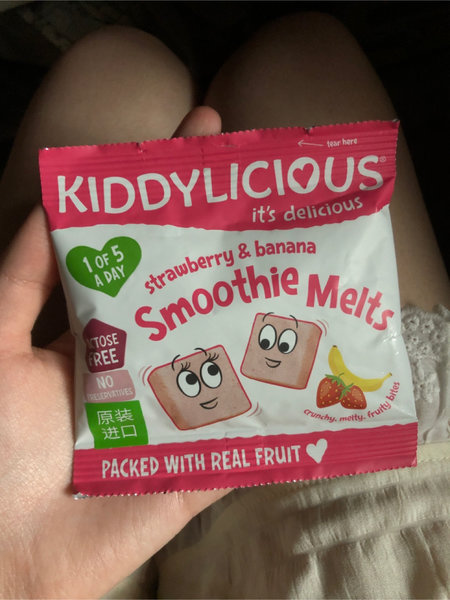 tear here
KIDDYLICIOUS®
it's delicious
1 OF 5
A DAY
strawberry & banana
Smoothie Melts
LACTOSE
FREE
NO
PRESERVATIVES
原装
进口
crunchy, melty, fruity bites
PACKED WITH REAL FRUIT